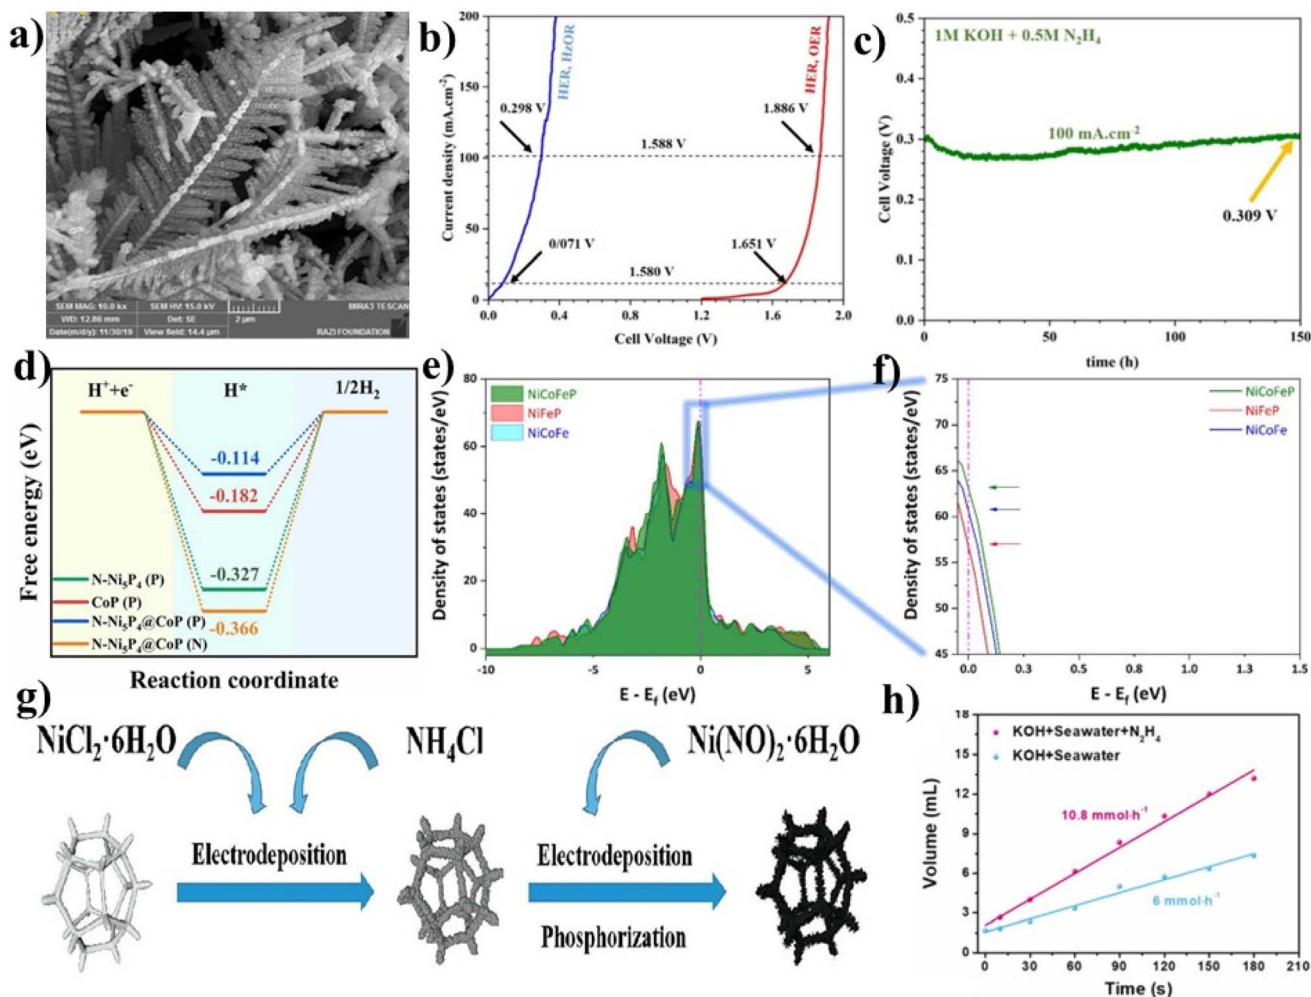 a)
SEM MAG: 10.0 kx
SEM HV: 15.0 kV
MIRA3 TESCAN
WD: 12.86 mm
Det: SE
2 µm
Date(m/d/y): 11/30/19
View field: 14.4 µm
RAZI FOUNDATION
b)
200
150
100
50
0
Current density (mA.cm⁻²)
HER, HzOR
HER, OER
0.298 V
1.886 V
1.588 V
0/071 V
1.651 V
1.580 V
0.0 0.4 0.8 1.2 1.6 2.0
Cell Voltage (V)
c)
0.5
0.4
0.3
0.2
0.1
0.0
Cell Voltage (V)
1M KOH + 0.5M N₂H₄
100 mA.cm⁻²
0.309 V
0 50 100 150
time (h)
d)
Free energy (eV)
H⁺+e⁻
H*
1/2H₂
-0.114
-0.182
-0.327
-0.366
N-Ni₅P₄ (P)
CoP (P)
N-Ni₅P₄@CoP (P)
N-Ni₅P₄@CoP (N)
Reaction coordinate
e)
80
60
40
20
0
Density of states (states/eV)
NiCoFeP
NiFeP
NiCoFe
-10 -5 0 5
E - E_f (eV)
f)
75
70
65
60
55
50
45
Density of states (states/eV)
NiCoFeP
NiFeP
NiCoFe
0.0 0.3 0.5 0.8 1.0 1.3 1.5
E - E_f (eV)
g)
NiCl₂·6H₂O
NH₄Cl
Ni(NO)₂·6H₂O
Electrodeposition
Electrodeposition
Phosphorization
h)
18
15
12
9
6
3
0
Volume (mL)
KOH+Seawater+N₂H₄
KOH+Seawater
10.8 mmol·h⁻¹
6 mmol·h⁻¹
0 30 60 90 120 150 180 210
Time (s)